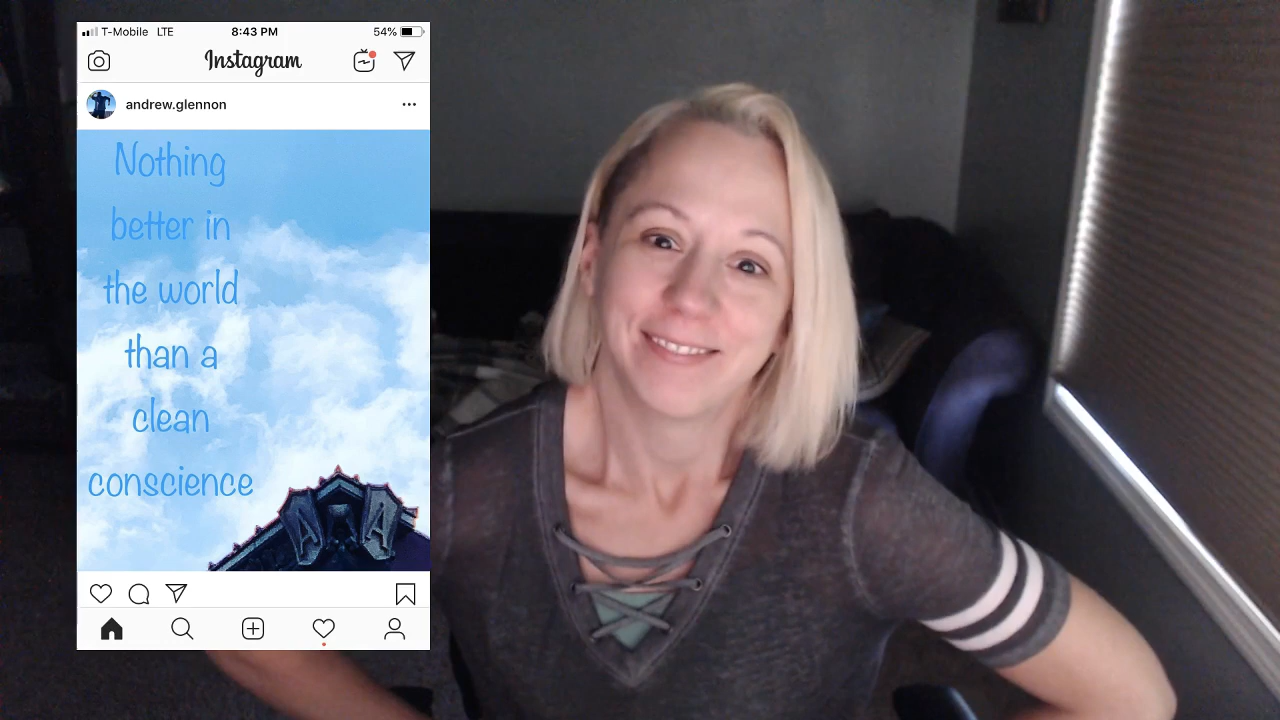 T-Mobile LTE 8:43 PM 54%
Instagram
andrew.glennon
Nothing
better in
the world
than a
clean
conscience